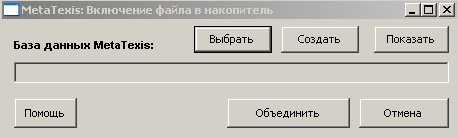 MetaTexis: Включение файла в накопитель
База данных MetaTexis: Выбрать Создать Показать
Помощь Объединить Отмена